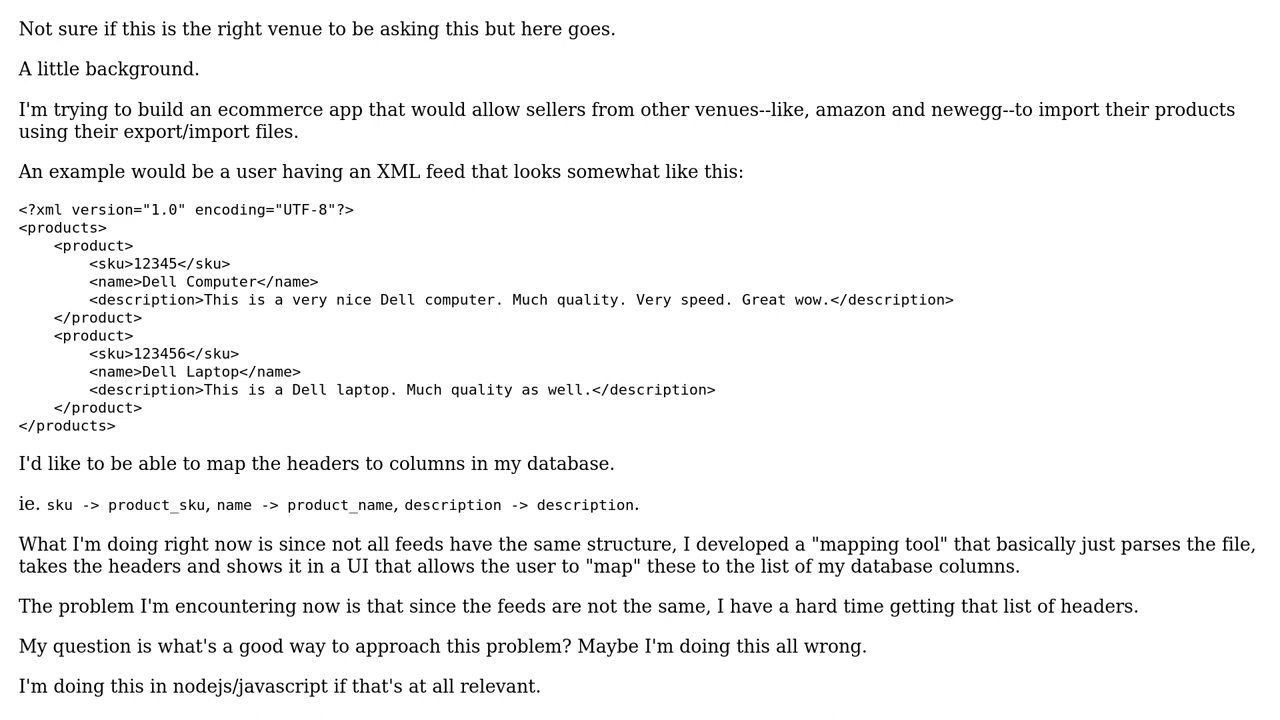 Not sure if this is the right venue to be asking this but here goes.
A little background.
I'm trying to build an ecommerce app that would allow sellers from other venues--like, amazon and newegg--to import their products
using their export/import files.
An example would be a user having an XML feed that looks somewhat like this:
<?xml version="1.0" encoding="UTF-8"?>
<products>
    <product>
        <sku>12345</sku>
        <name>Dell Computer</name>
        <description>This is a very nice Dell computer. Much quality. Very speed. Great wow.</description>
    </product>
    <product>
        <sku>123456</sku>
        <name>Dell Laptop</name>
        <description>This is a Dell laptop. Much quality as well.</description>
    </product>
</products>
I'd like to be able to map the headers to columns in my database.
ie. sku -> product_sku, name -> product_name, description -> description.
What I'm doing right now is since not all feeds have the same structure, I developed a "mapping tool" that basically just parses the file,
takes the headers and shows it in a UI that allows the user to "map" these to the list of my database columns.
The problem I'm encountering now is that since the feeds are not the same, I have a hard time getting that list of headers.
My question is what's a good way to approach this problem? Maybe I'm doing this all wrong.
I'm doing this in nodejs/javascript if that's at all relevant.